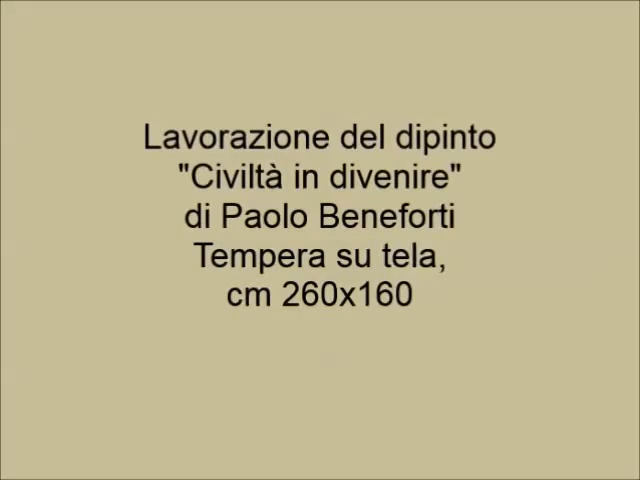 Lavorazione del dipinto
"Civiltà in divenire"
di Paolo Beneforti
Tempera su tela,
cm 260x160